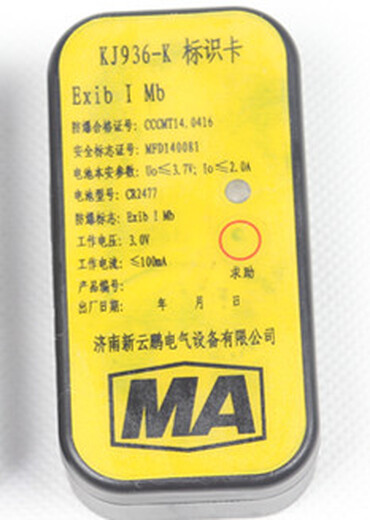 KJ936-K 标识卡
Exib I Mb
防爆合格证号: CCCMT14.0416
安全标志证号: MFD140081
电池本安参数: Uo≤3.7V; Io≤2.0A
电池型号: CR2477
防爆标志: Exib I Mb
工作电压: 3.0V
工作电流: ≤100mA
求助
产品编号:
出厂日期: 年 月 日
济南新云鹏电气设备有限公司
MA